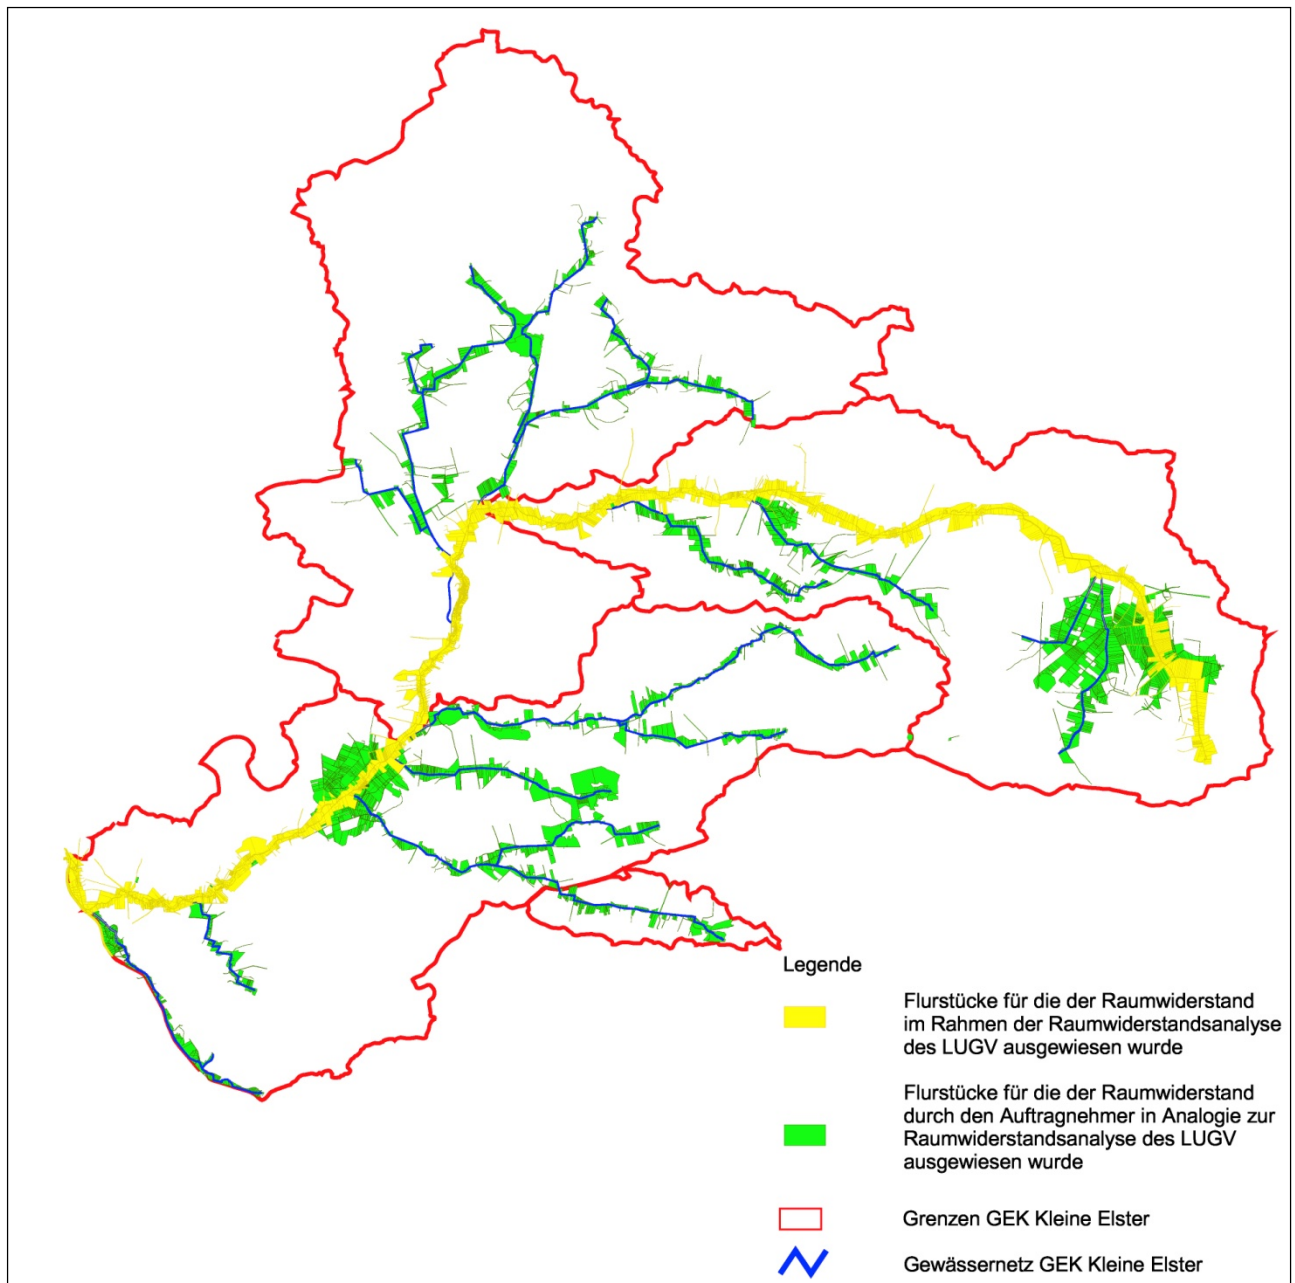 Legende
Flurstücke für die der Raumwiderstand
im Rahmen der Raumwiderstandsanalyse
des LUGV ausgewiesen wurde
Flurstücke für die der Raumwiderstand
durch den Auftragnehmer in Analogie zur
Raumwiderstandsanalyse des LUGV
ausgewiesen wurde
Grenzen GEK Kleine Elster
Gewässernetz GEK Kleine Elster